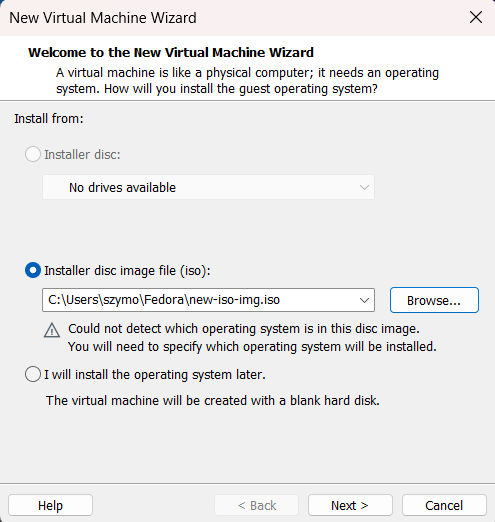 New Virtual Machine Wizard
Welcome to the New Virtual Machine Wizard
A virtual machine is like a physical computer; it needs an operating
system. How will you install the guest operating system?
Install from:
Installer disc:
No drives available
Installer disc image file (iso):
C:\Users\szymo\Fedora\new-iso-img.iso
Browse...
Could not detect which operating system is in this disc image.
You will need to specify which operating system will be installed.
I will install the operating system later.
The virtual machine will be created with a blank hard disk.
Help
< Back
Next >
Cancel